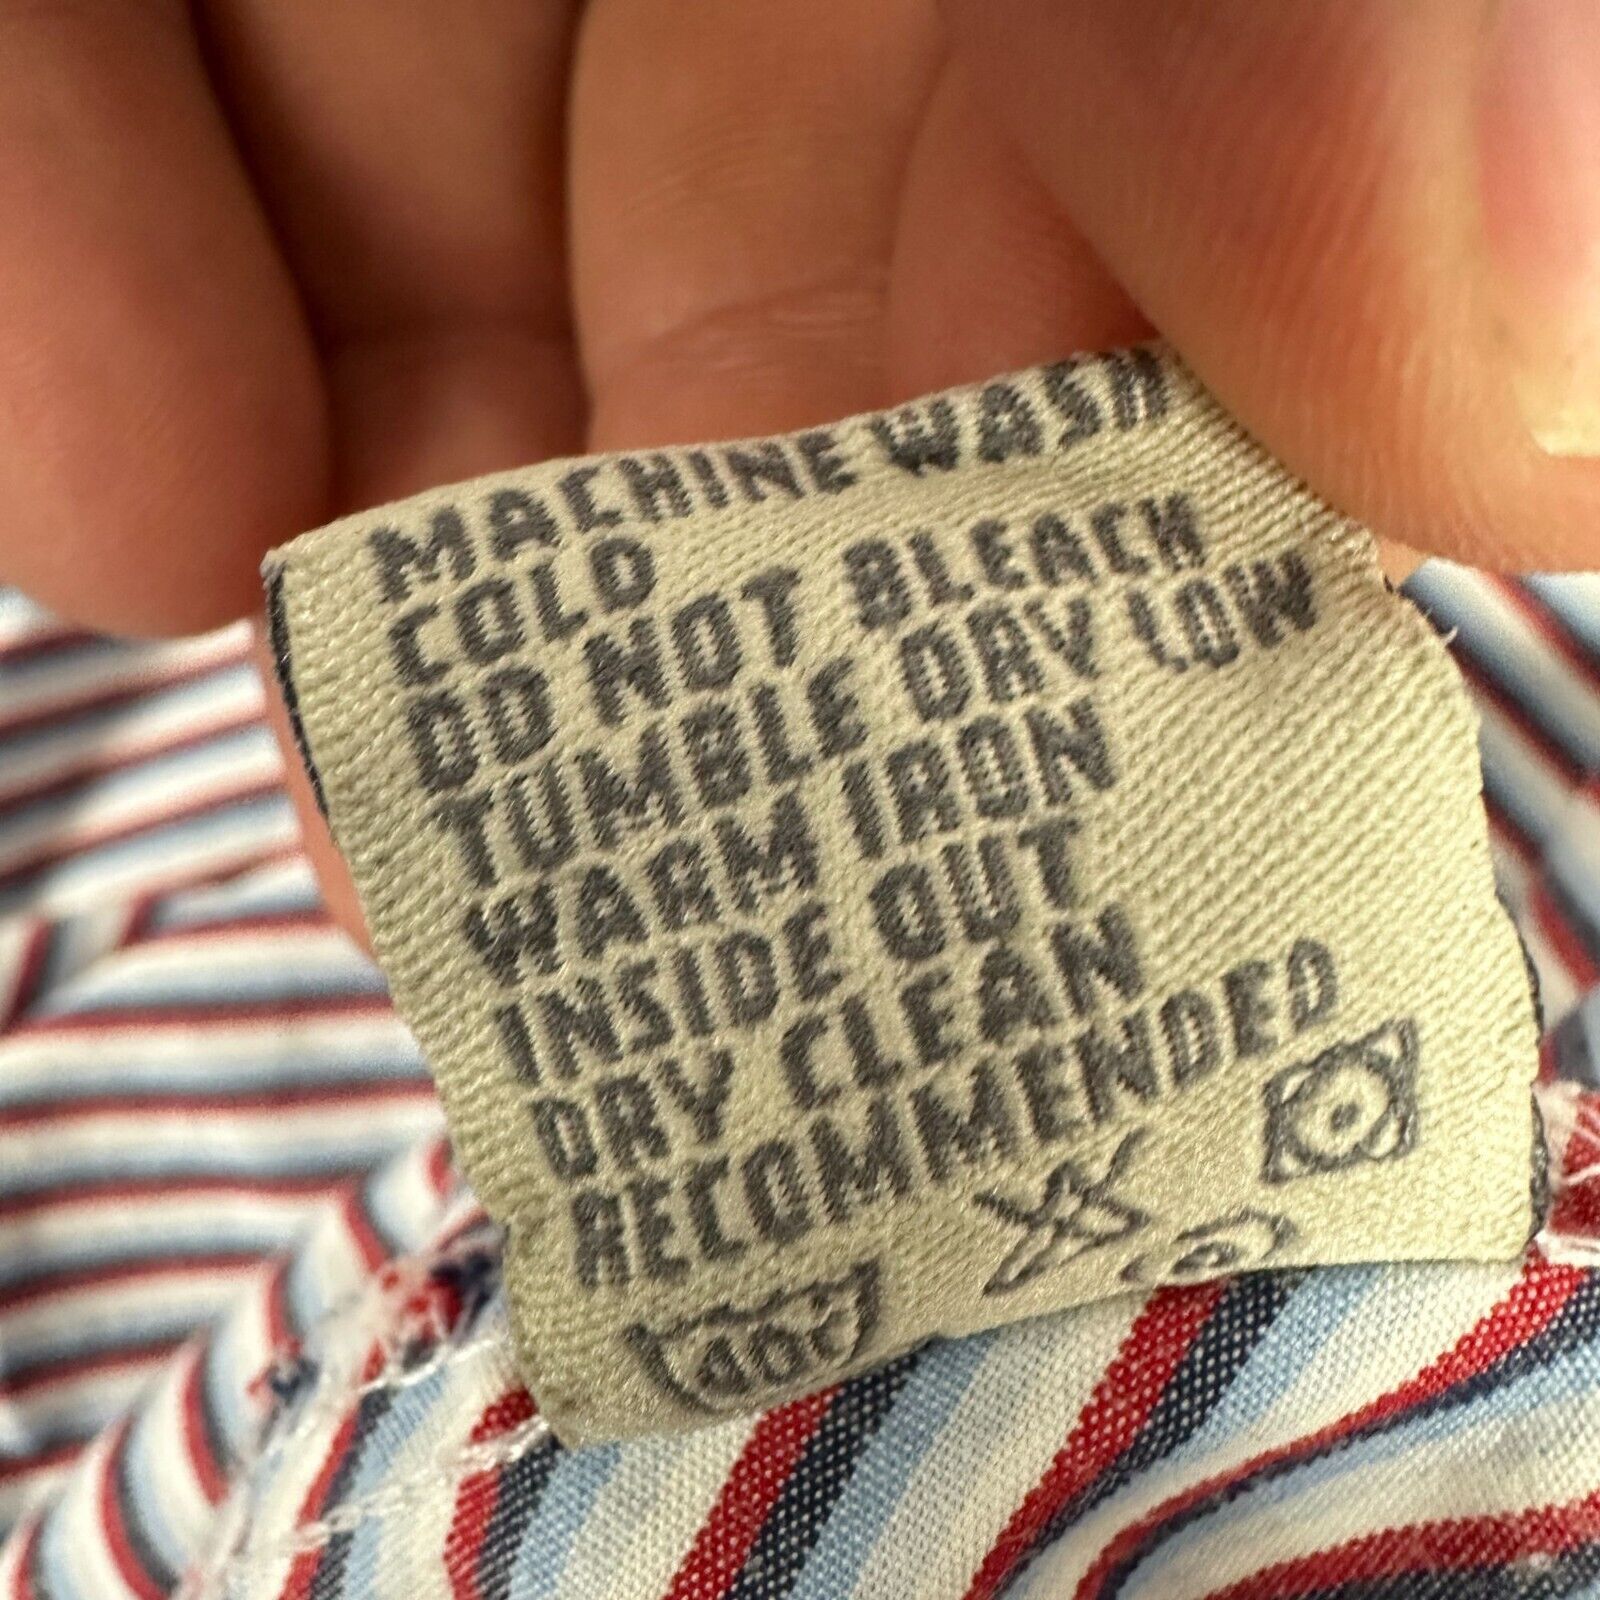 MACHINE WASH
COLD
DO NOT BLEACH
TUMBLE DRY LOW
WARM IRON
INSIDE OUT
DRY CLEAN
RECOMMENDED